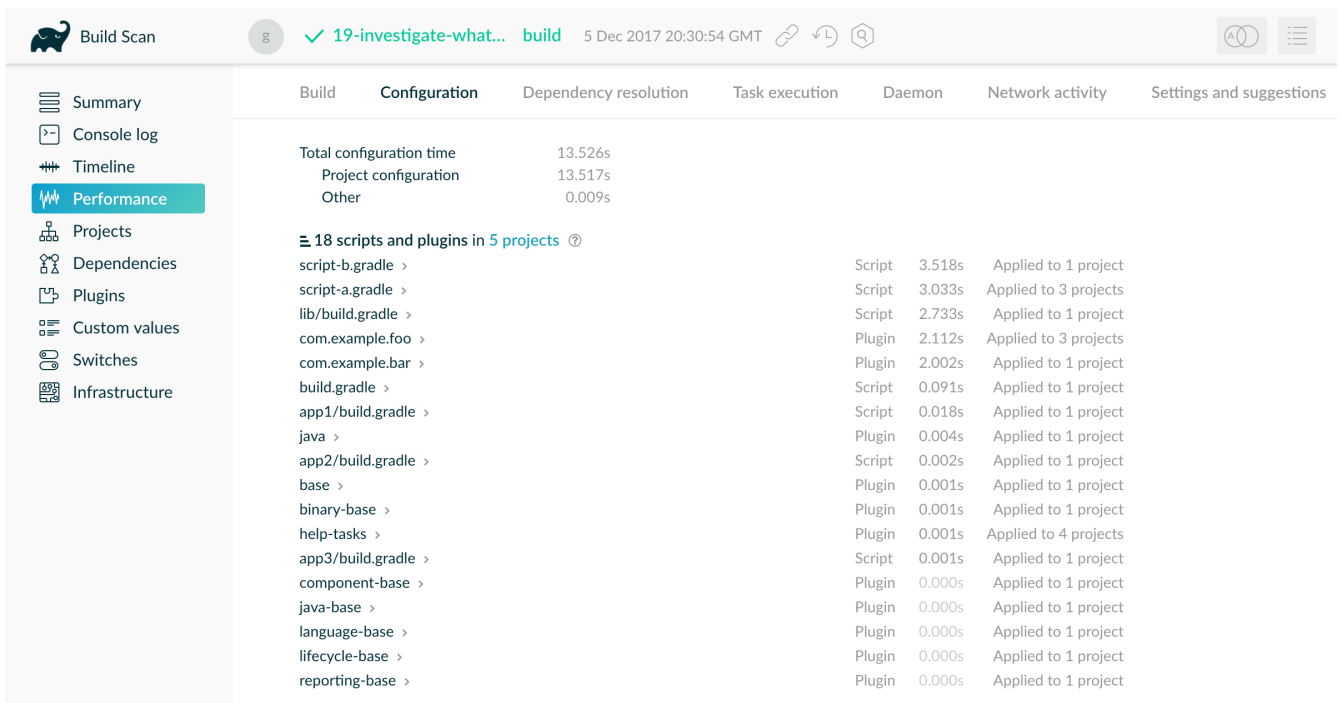 Build Scan
g 19-investigate-what... build 5 Dec 2017 20:30:54 GMT
Summary
Console log
Timeline
Performance
Projects
Dependencies
Plugins
Custom values
Switches
Infrastructure
Build Configuration Dependency resolution Task execution Daemon Network activity Settings and suggestions
Total configuration time 13.526s
Project configuration 13.517s
Other 0.009s
18 scripts and plugins in 5 projects ?
script-b.gradle > Script 3.518s Applied to 1 project
script-a.gradle > Script 3.033s Applied to 3 projects
lib/build.gradle > Script 2.733s Applied to 1 project
com.example.foo > Plugin 2.112s Applied to 3 projects
com.example.bar > Plugin 2.002s Applied to 1 project
build.gradle > Script 0.091s Applied to 1 project
app1/build.gradle > Script 0.018s Applied to 1 project
java > Plugin 0.004s Applied to 1 project
app2/build.gradle > Script 0.002s Applied to 1 project
base > Plugin 0.001s Applied to 1 project
binary-base > Plugin 0.001s Applied to 1 project
help-tasks > Plugin 0.001s Applied to 4 projects
app3/build.gradle > Script 0.001s Applied to 1 project
component-base > Plugin 0.000s Applied to 1 project
java-base > Plugin 0.000s Applied to 1 project
language-base > Plugin 0.000s Applied to 1 project
lifecycle-base > Plugin 0.000s Applied to 1 project
reporting-base > Plugin 0.000s Applied to 1 project